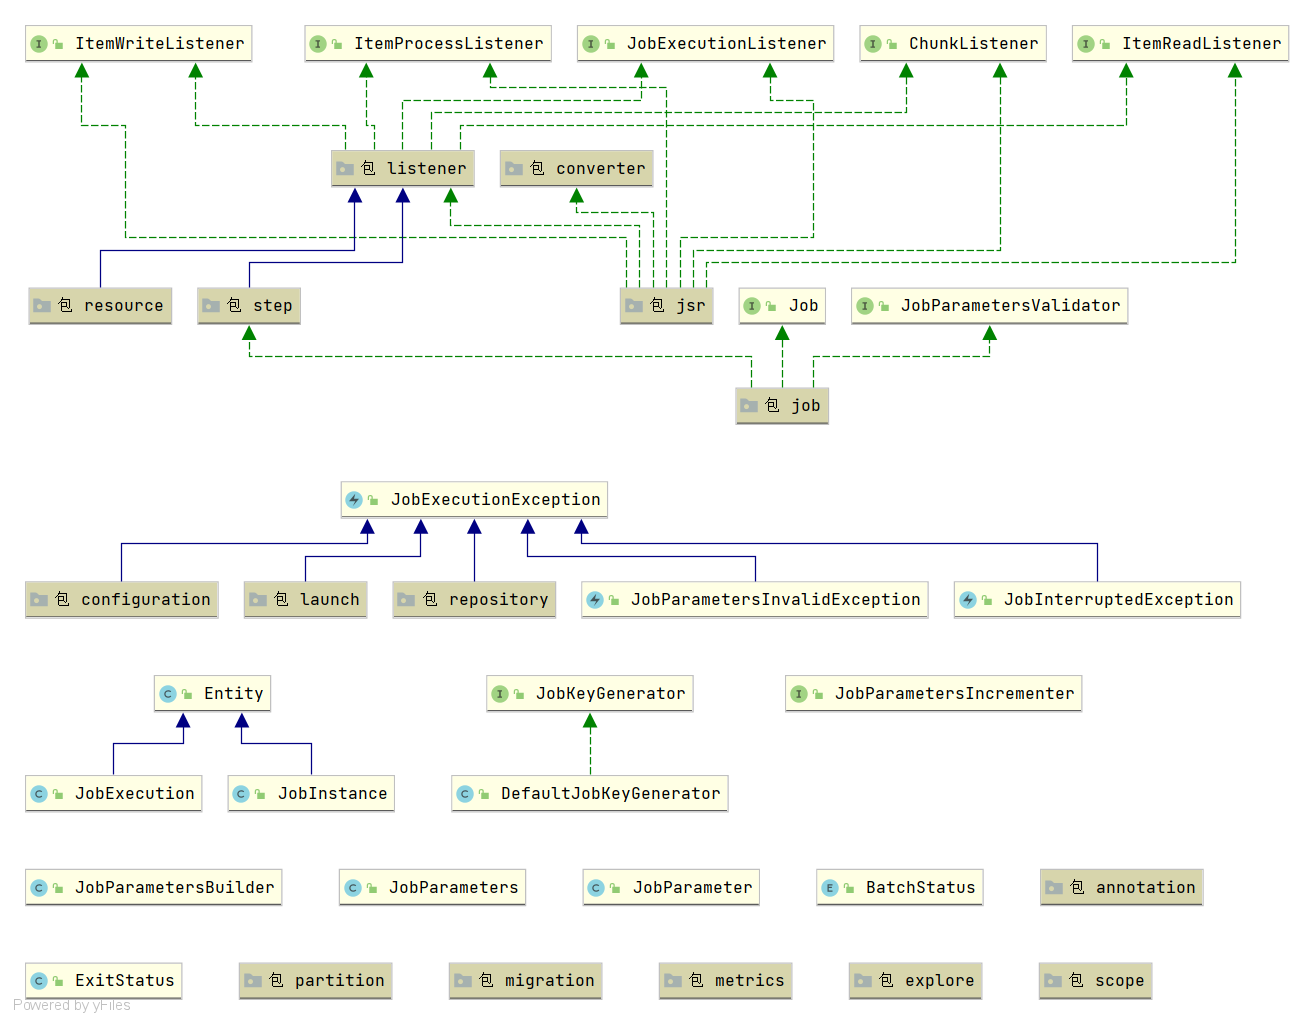 ItemWriteListener
ItemProcessListener
JobExecutionListener
ChunkListener
ItemReadListener
包 listener
包 converter
包 resource
包 step
包 jsr
Job
JobParametersValidator
包 job
JobExecutionException
包 configuration
包 launch
包 repository
JobParametersInvalidException
JobInterruptedException
Entity
JobKeyGenerator
JobParametersIncrementer
JobExecution
JobInstance
DefaultJobKeyGenerator
JobParametersBuilder
JobParameters
JobParameter
BatchStatus
包 annotation
ExitStatus
包 partition
包 migration
包 metrics
包 explore
包 scope
Powered by yFiles